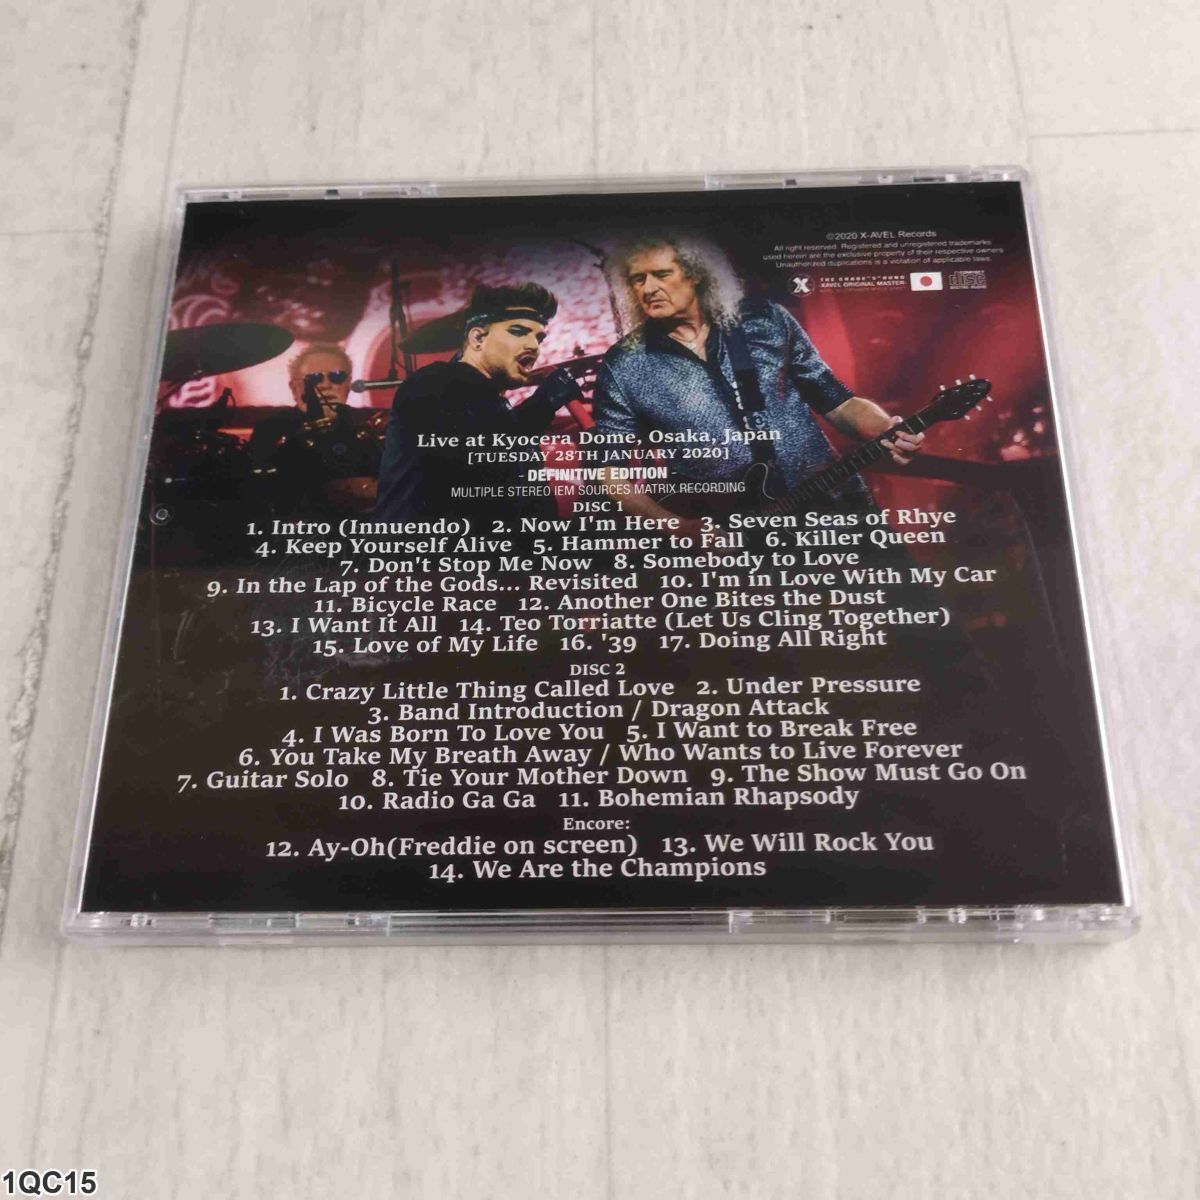 ©2020 X-AVEL Records
All right reserved. Registered and unregistered trademarks
used herein are the exclusive property of their respective owners
Unauthorized duplications is a violation of applicable laws.
X
XAVEL ORIGINAL MASTER
COMPACT
disc
DIGITAL AUDIO
Live at Kyocera Dome, Osaka, Japan
[TUESDAY 28TH JANUARY 2020]
- DEFINITIVE EDITION -
MULTIPLE STEREO IEM SOURCES MATRIX RECORDING
DISC 1
1. Intro (Innuendo) 2. Now I'm Here 3. Seven Seas of Rhye
4. Keep Yourself Alive 5. Hammer to Fall 6. Killer Queen
7. Don't Stop Me Now 8. Somebody to Love
9. In the Lap of the Gods... Revisited 10. I'm in Love With My Car
11. Bicycle Race 12. Another One Bites the Dust
13. I Want It All 14. Teo Torriatte (Let Us Cling Together)
15. Love of My Life 16. '39 17. Doing All Right
DISC 2
1. Crazy Little Thing Called Love 2. Under Pressure
3. Band Introduction / Dragon Attack
4. I Was Born To Love You 5. I Want to Break Free
6. You Take My Breath Away / Who Wants to Live Forever
7. Guitar Solo 8. Tie Your Mother Down 9. The Show Must Go On
10. Radio Ga Ga 11. Bohemian Rhapsody
Encore:
12. Ay-Oh(Freddie on screen) 13. We Will Rock You
14. We Are the Champions
1QC15